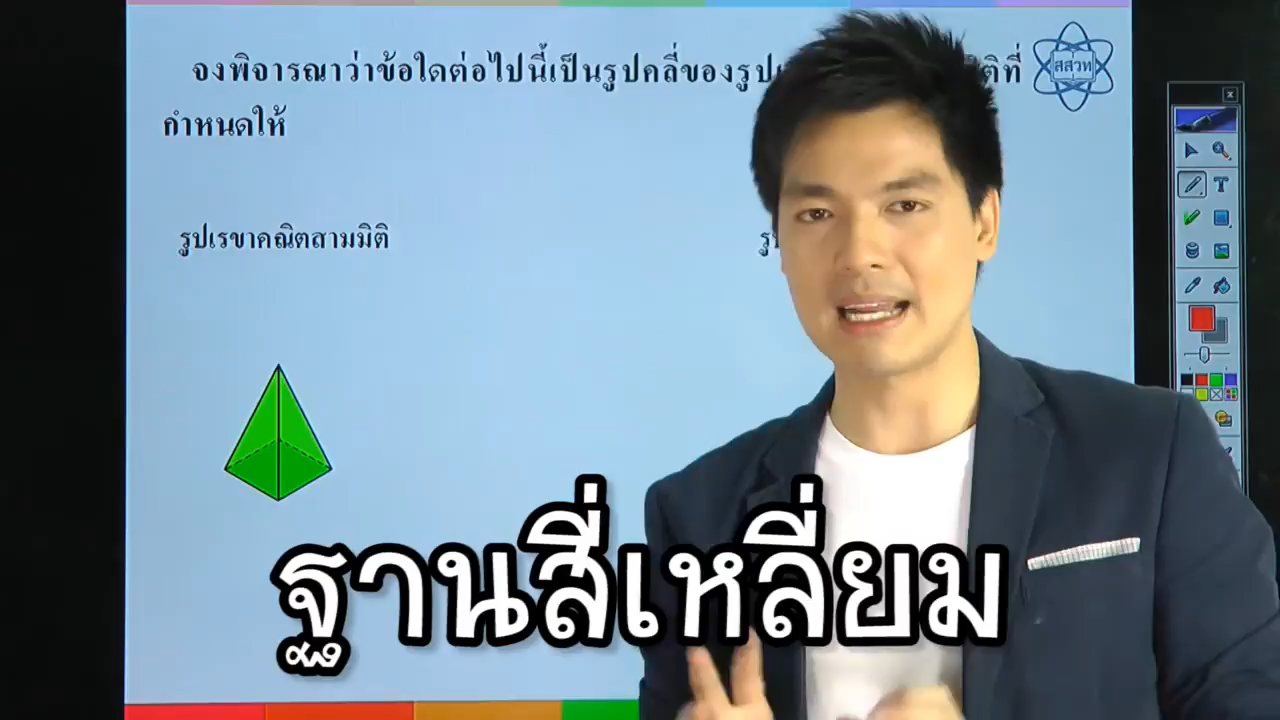 จงพิจารณาว่าข้อใดต่อไปนี้เป็นรูปคลี่ของรูป
ที่
กำหนดให้
สสวท
รูปเรขาคณิตสามมิติ
ฐานสี่เหลี่ยม